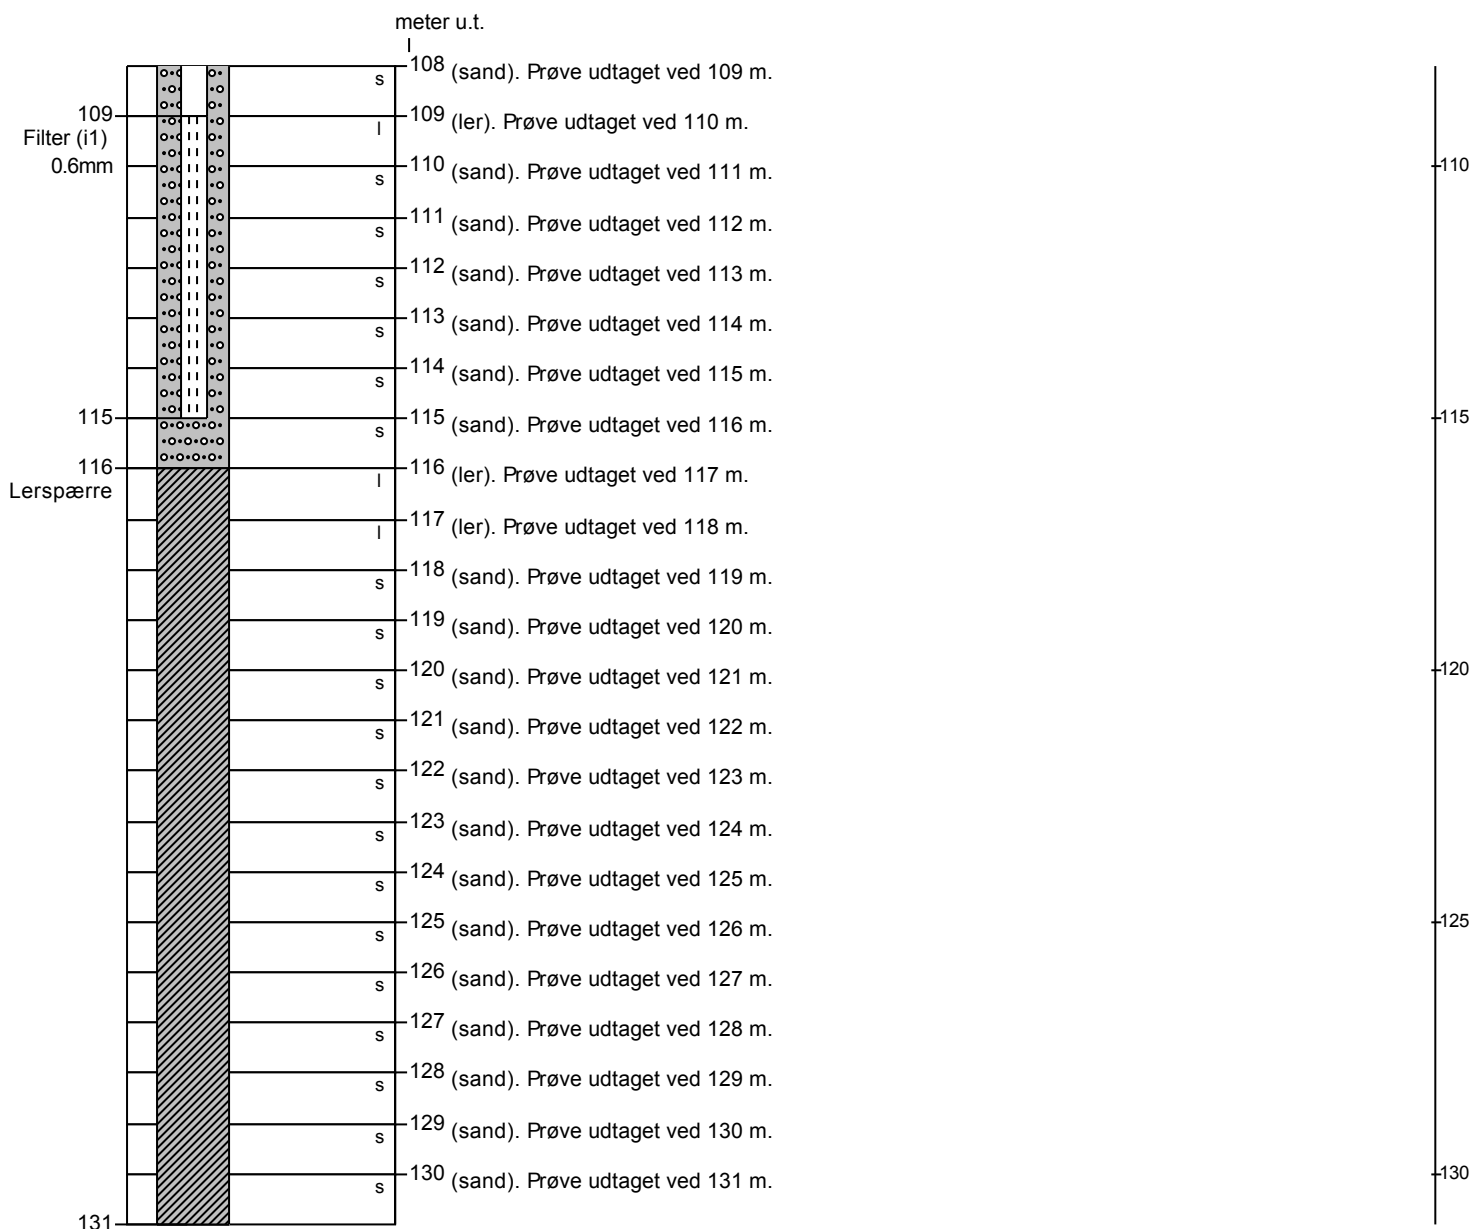 meter u.t.
s 108 (sand). Prøve udtaget ved 109 m.
109 l 109 (ler). Prøve udtaget ved 110 m.
Filter (i1)
0.6mm s 110 (sand). Prøve udtaget ved 111 m. 110
s 111 (sand). Prøve udtaget ved 112 m.
s 112 (sand). Prøve udtaget ved 113 m.
s 113 (sand). Prøve udtaget ved 114 m.
s 114 (sand). Prøve udtaget ved 115 m.
115 s 115 (sand). Prøve udtaget ved 116 m. 115
116 l 116 (ler). Prøve udtaget ved 117 m.
Lerspærre
l 117 (ler). Prøve udtaget ved 118 m.
s 118 (sand). Prøve udtaget ved 119 m.
s 119 (sand). Prøve udtaget ved 120 m.
s 120 (sand). Prøve udtaget ved 121 m. 120
s 121 (sand). Prøve udtaget ved 122 m.
s 122 (sand). Prøve udtaget ved 123 m.
s 123 (sand). Prøve udtaget ved 124 m.
s 124 (sand). Prøve udtaget ved 125 m.
s 125 (sand). Prøve udtaget ved 126 m. 125
s 126 (sand). Prøve udtaget ved 127 m.
s 127 (sand). Prøve udtaget ved 128 m.
s 128 (sand). Prøve udtaget ved 129 m.
s 129 (sand). Prøve udtaget ved 130 m.
s 130 (sand). Prøve udtaget ved 131 m. 130
131